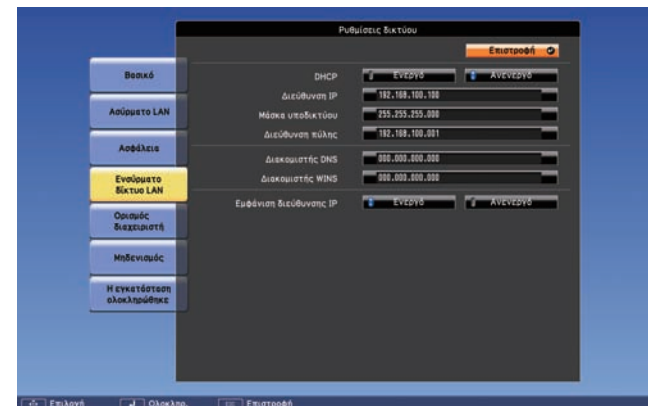 Ρυθμίσεις δικτύου
Επιστροφή
Βασικό
Ασύρματο LAN
Ασφάλεια
Ενσύρματο
δίκτυο LAN
Ορισμός
διαχειριστή
Μηδενισμός
Η εγκατάσταση
ολοκληρώθηκε
DHCP Ενεργό Ανενεργό
Διεύθυνση IP 192.168.100.100
Μάσκα υποδικτύου 255.255.255.000
Διεύθυνση πύλης 192.168.100.001
Διακομιστής DNS 000.000.000.000
Διακομιστής WINS 000.000.000.000
Εμφάνιση διεύθυνσης IP Ενεργό Ανενεργό
Επιλογή Ολοκληρ. Επιστροφή